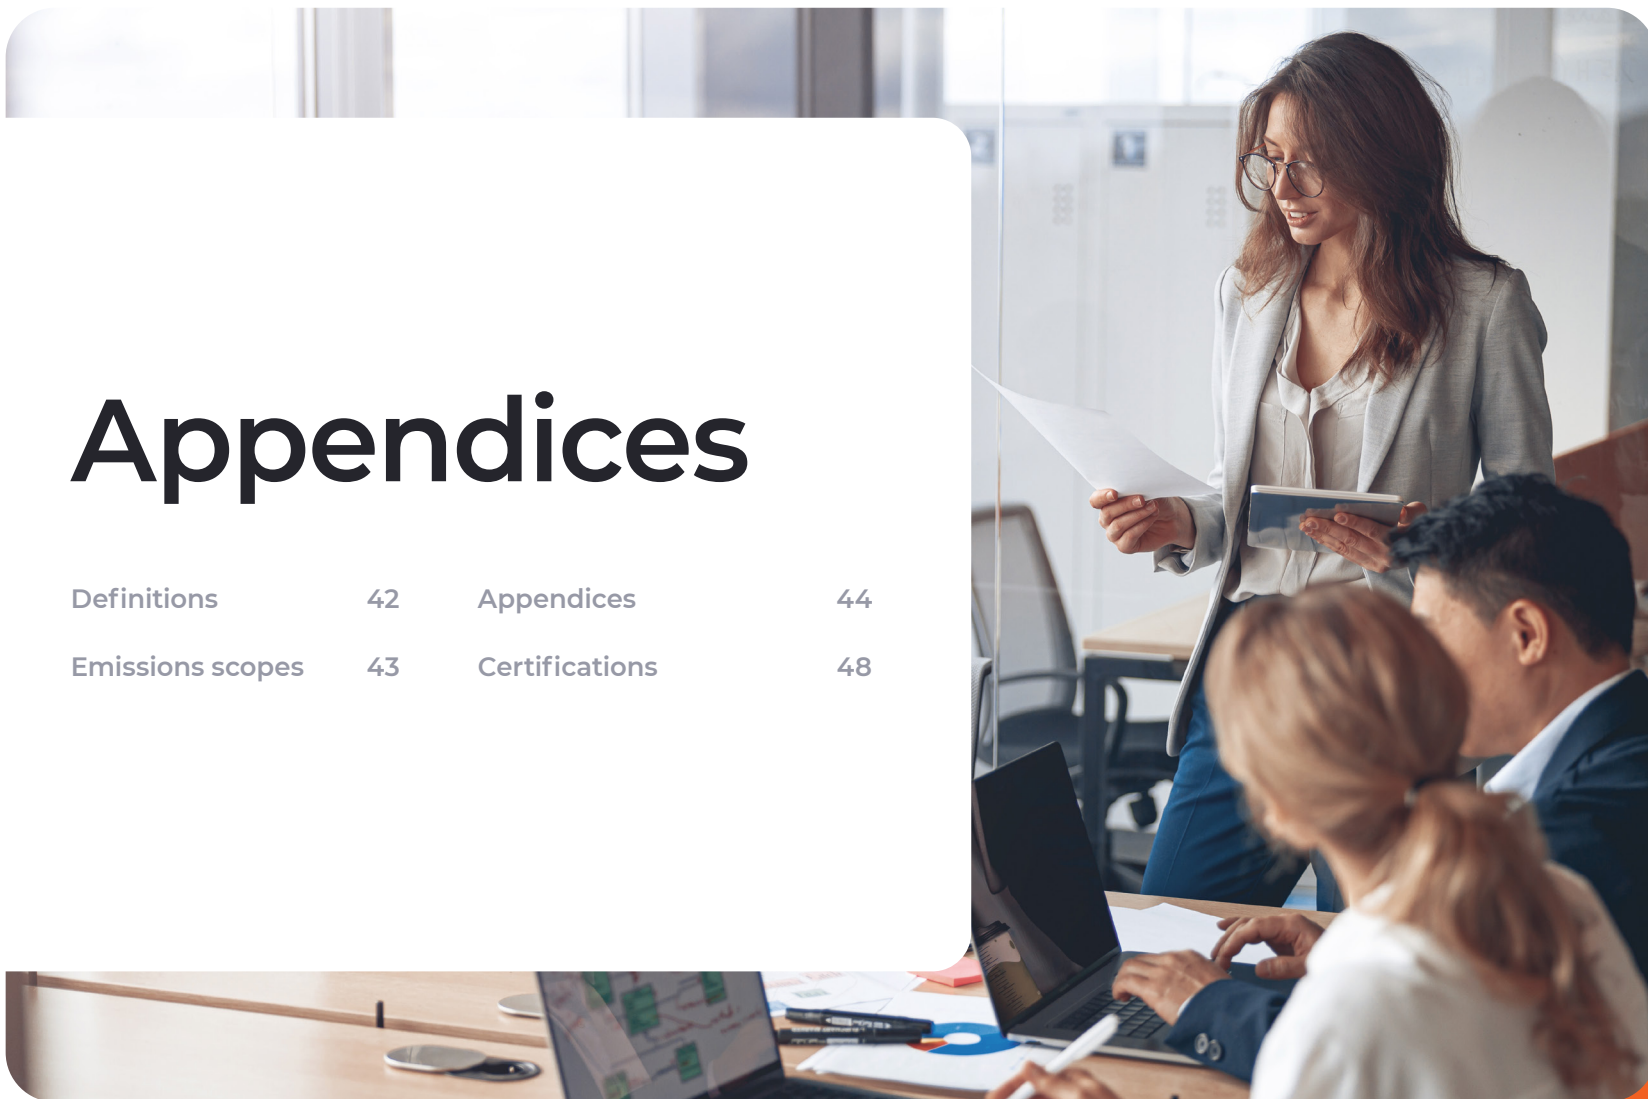 Appendices
Definitions 42
Emissions scopes 43
Appendices 44
Certifications 48